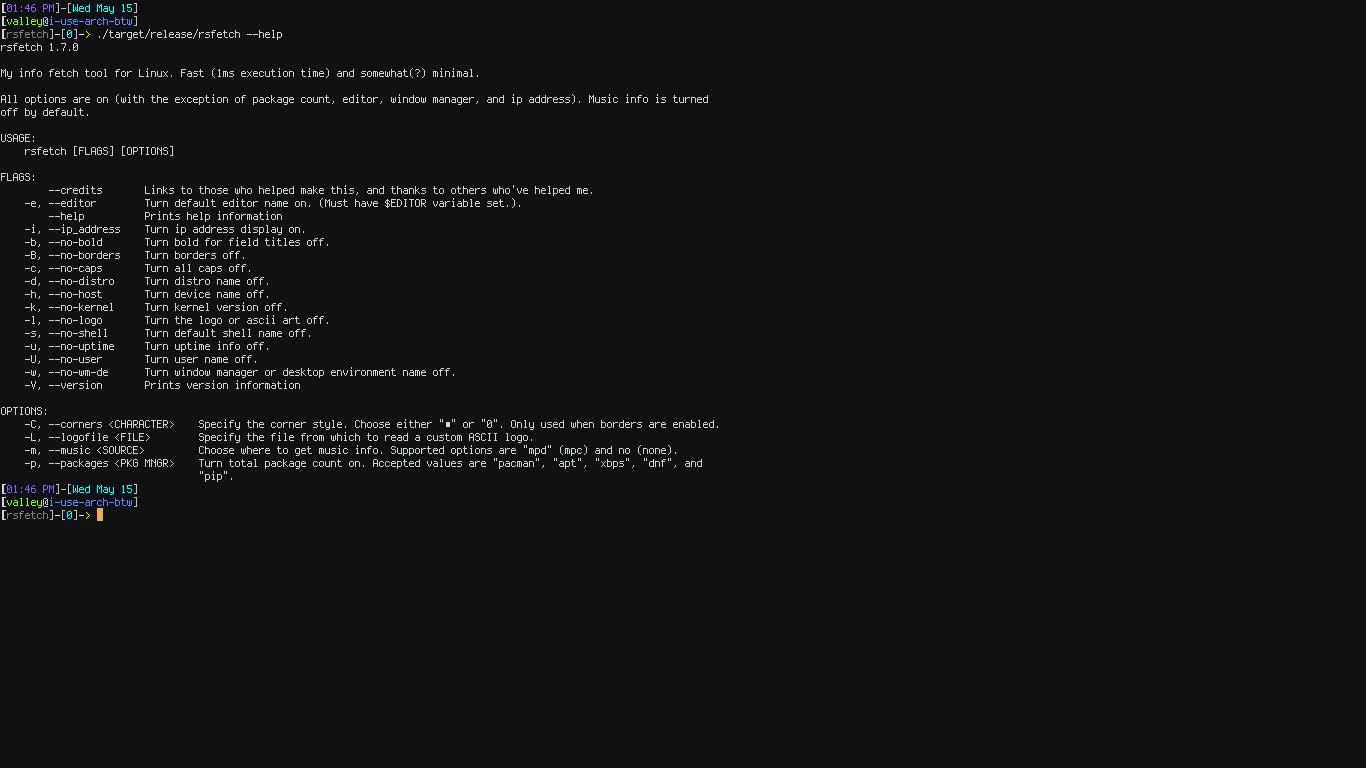 [01:46 PM]-[Wed May 15]
[valley@i-use-arch-btw]
[rsfetch]-[0]-> ./target/release/rsfetch --help
rsfetch 1.7.0
My info fetch tool for Linux. Fast (1ms execution time) and somewhat(?) minimal.
All options are on (with the exception of package count, editor, window manager, and ip address). Music info is turned
off by default.
USAGE:
    rsfetch [FLAGS] [OPTIONS]
FLAGS:
        --credits       Links to those who helped make this, and thanks to others who've helped me.
    -e, --editor        Turn default editor name on. (Must have $EDITOR variable set.).
        --help          Prints help information
    -i, --ip_address    Turn ip address display on.
    -b, --no-bold       Turn bold for field titles off.
    -B, --no-borders    Turn borders off.
    -c, --no-caps       Turn all caps off.
    -d, --no-distro     Turn distro name off.
    -h, --no-host       Turn device name off.
    -k, --no-kernel     Turn kernel version off.
    -l, --no-logo       Turn the logo or ascii art off.
    -s, --no-shell      Turn default shell name off.
    -u, --no-uptime     Turn uptime info off.
    -U, --no-user       Turn user name off.
    -w, --no-wm-de      Turn window manager or desktop environment name off.
    -V, --version       Prints version information
OPTIONS:
    -C, --corners <CHARACTER>    Specify the corner style. Choose either "■" or "0". Only used when borders are enabled.
    -L, --logofile <FILE>        Specify the file from which to read a custom ASCII logo.
    -m, --music <SOURCE>         Choose where to get music info. Supported options are "mpd" (mpc) and no (none).
    -p, --packages <PKG MNGR>    Turn total package count on. Accepted values are "pacman", "apt", "xbps", "dnf", and
                                 "pip".
[01:46 PM]-[Wed May 15]
[valley@i-use-arch-btw]
[rsfetch]-[0]->